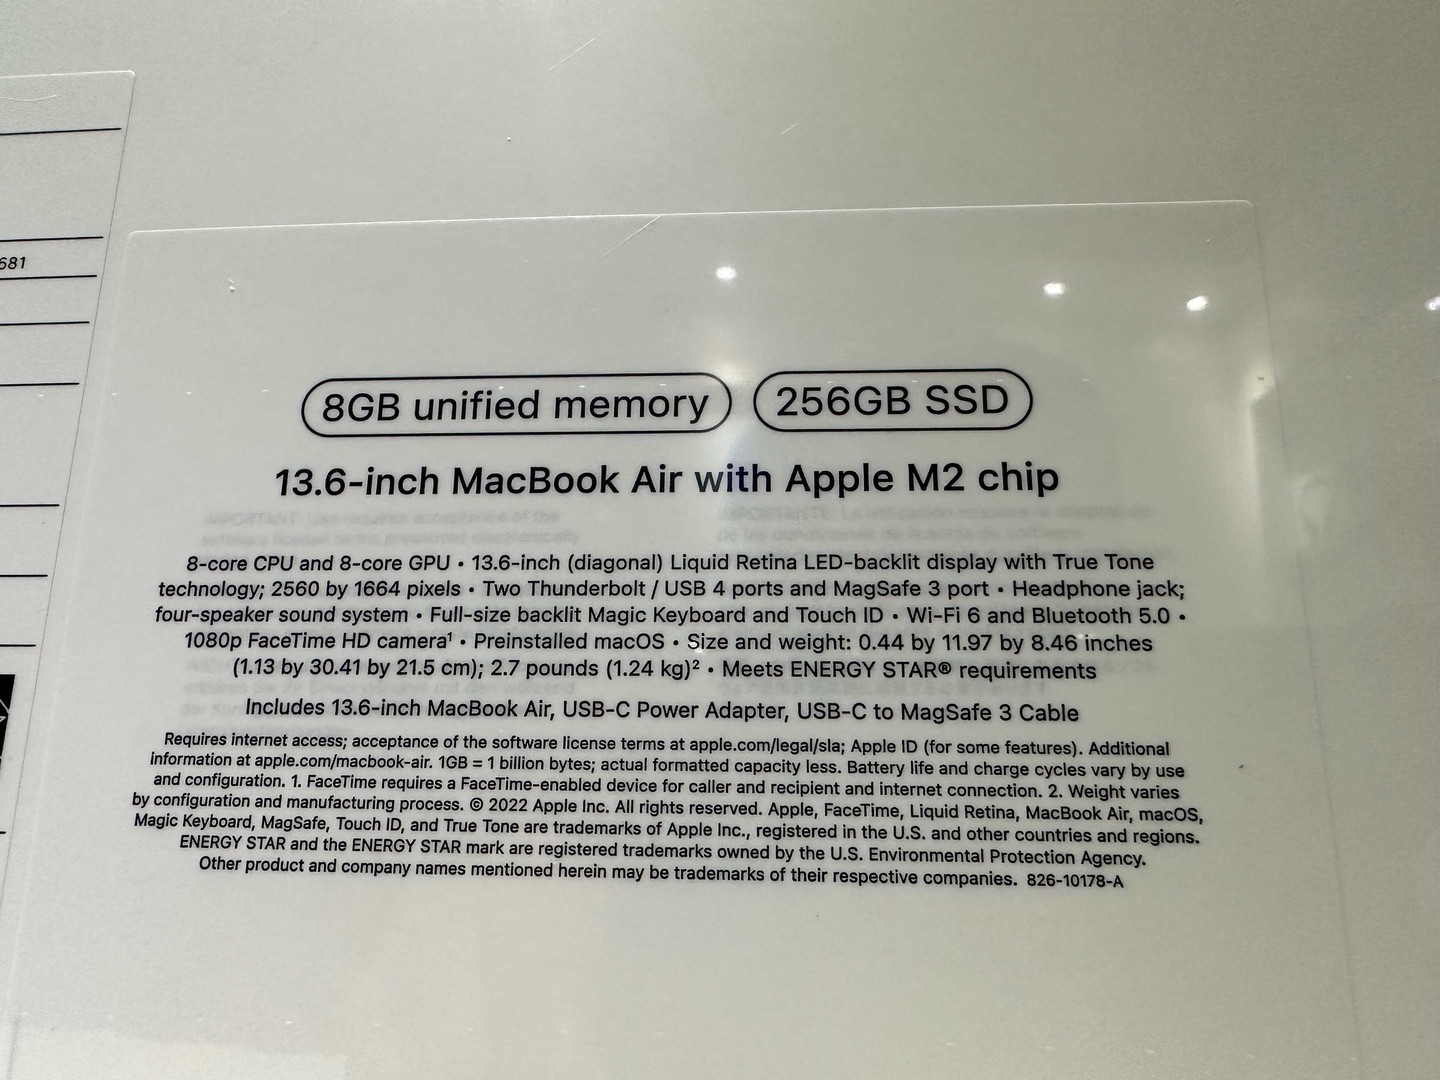 681
8GB unified memory 256GB SSD
13.6-inch MacBook Air with Apple M2 chip
8-core CPU and 8-core GPU • 13.6-inch (diagonal) Liquid Retina LED-backlit display with True Tone
technology; 2560 by 1664 pixels • Two Thunderbolt / USB 4 ports and MagSafe 3 port • Headphone jack;
four-speaker sound system • Full-size backlit Magic Keyboard and Touch ID • Wi-Fi 6 and Bluetooth 5.0 •
1080p FaceTime HD camera¹ • Preinstalled macOS • Size and weight: 0.44 by 11.97 by 8.46 inches
(1.13 by 30.41 by 21.5 cm); 2.7 pounds (1.24 kg)² • Meets ENERGY STAR® requirements
Includes 13.6-inch MacBook Air, USB-C Power Adapter, USB-C to MagSafe 3 Cable
Requires internet access; acceptance of the software license terms at apple.com/legal/sla; Apple ID (for some features). Additional
information at apple.com/macbook-air. 1GB = 1 billion bytes; actual formatted capacity less. Battery life and charge cycles vary by use
and configuration. 1. FaceTime requires a FaceTime-enabled device for caller and recipient and internet connection. 2. Weight varies
by configuration and manufacturing process. © 2022 Apple Inc. All rights reserved. Apple, FaceTime, Liquid Retina, MacBook Air, macOS,
Magic Keyboard, MagSafe, Touch ID, and True Tone are trademarks of Apple Inc., registered in the U.S. and other countries and regions.
ENERGY STAR and the ENERGY STAR mark are registered trademarks owned by the U.S. Environmental Protection Agency.
Other product and company names mentioned herein may be trademarks of their respective companies. 826-10178-A